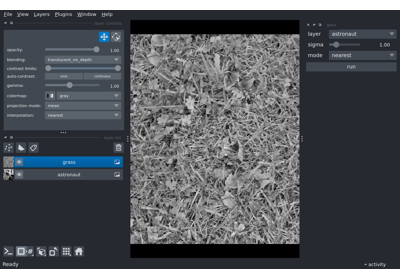 File View Layers Plugins Window Help
layer controls
opacity: 1.00
blending: translucent_no_depth
contrast limits:
auto-contrast: once continuous
gamma: 1.00
colormap: gray
projection mode: mean
interpolation: nearest
layer list
grass
astronaut
Ready
activity
layer astronaut
sigma 1.00
mode nearest
run